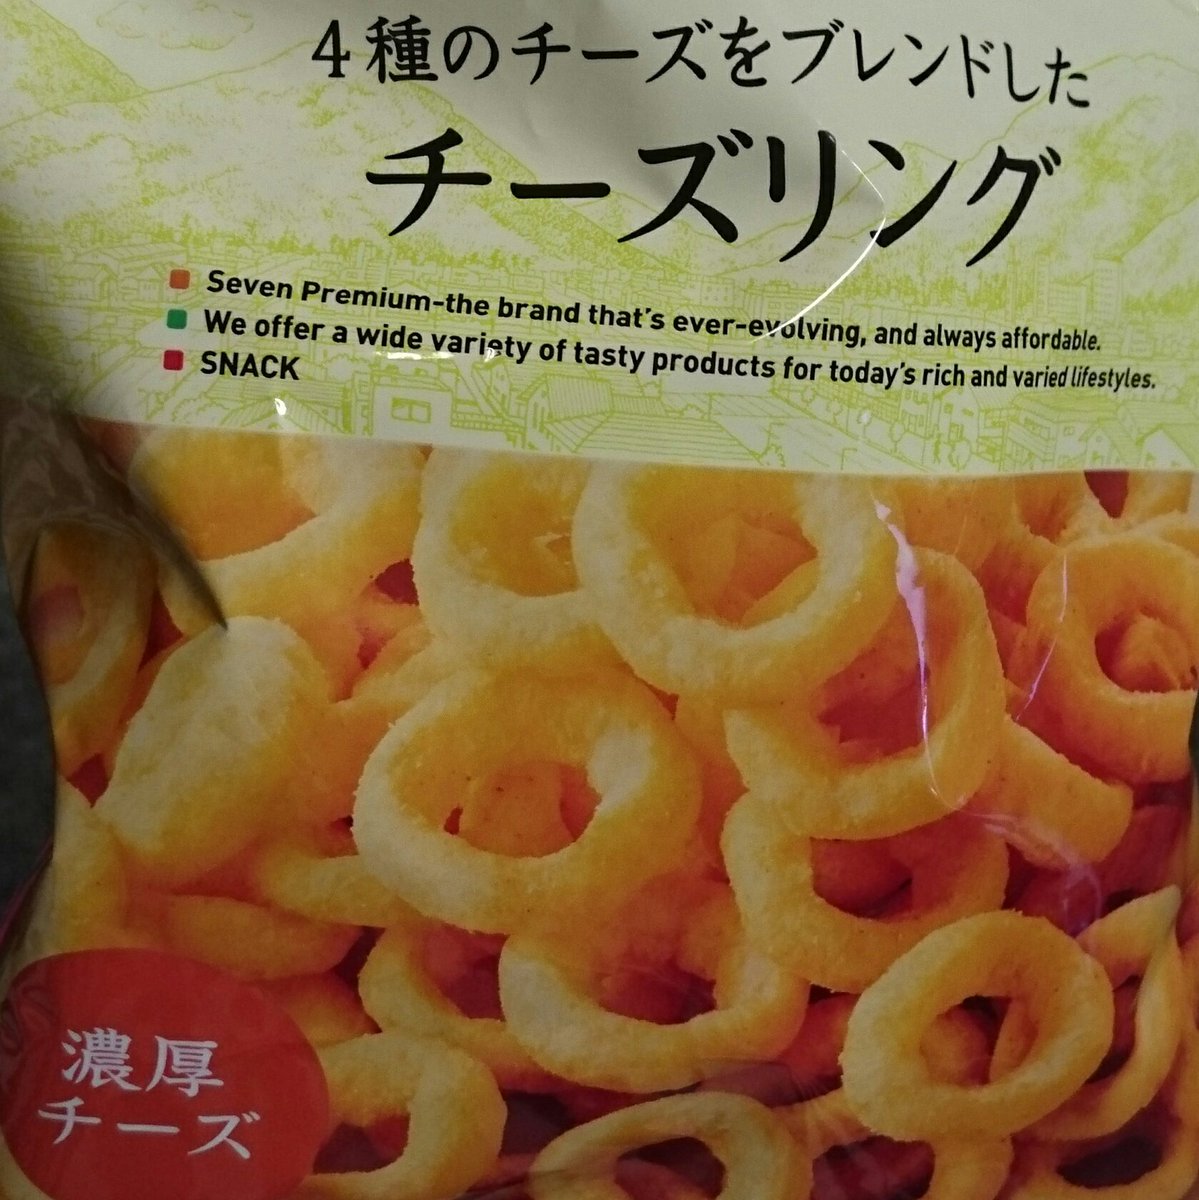 4種のチーズをブレンドした
チーズリング
Seven Premium-the brand that's ever-evolving, and always affordable.
We offer a wide variety of tasty products for today's rich and varied lifestyles.
SNACK
濃厚
チーズ